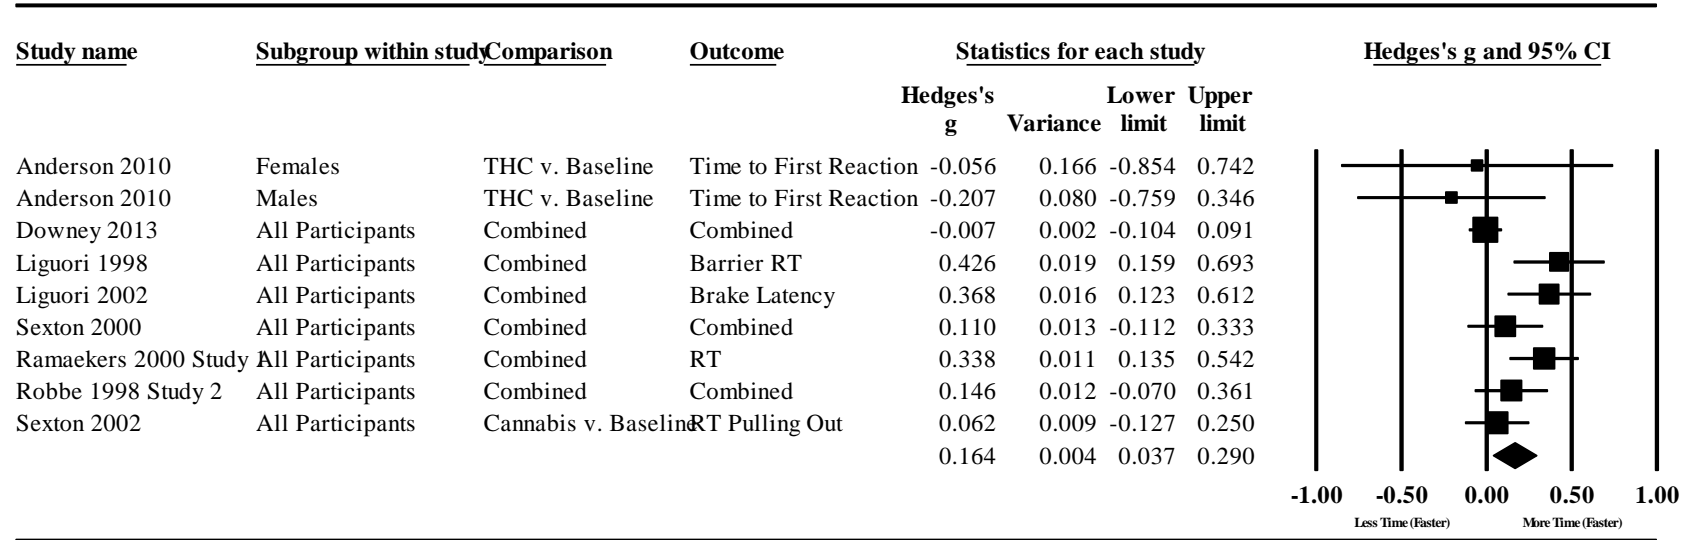 Study name Subgroup within study Comparison Outcome Statistics for each study Hedges's g and 95% CI
Hedges's Lower Upper
g Variance limit limit
Anderson 2010 Females THC v. Baseline Time to First Reaction -0.056 0.166 -0.854 0.742
Anderson 2010 Males THC v. Baseline Time to First Reaction -0.207 0.080 -0.759 0.346
Downey 2013 All Participants Combined Combined -0.007 0.002 -0.104 0.091
Liguori 1998 All Participants Combined Barrier RT 0.426 0.019 0.159 0.693
Liguori 2002 All Participants Combined Brake Latency 0.368 0.016 0.123 0.612
Sexton 2000 All Participants Combined Combined 0.110 0.013 -0.112 0.333
Ramaekers 2000 Study 1 All Participants Combined RT 0.338 0.011 0.135 0.542
Robbe 1998 Study 2 All Participants Combined Combined 0.146 0.012 -0.070 0.361
Sexton 2002 All Participants Cannabis v. Baseline RT Pulling Out 0.062 0.009 -0.127 0.250
0.164 0.004 0.037 0.290
-1.00 -0.50 0.00 0.50 1.00
Less Time (Faster) More Time (Faster)